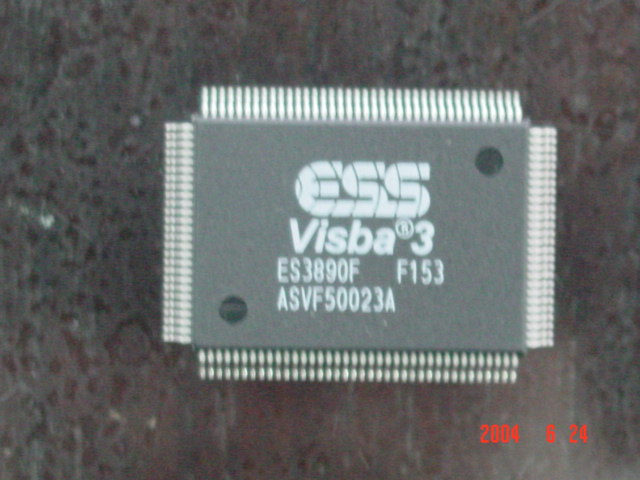 ESS
Visba®3
ES3890F F153
ASVF50023A
2004 6 24